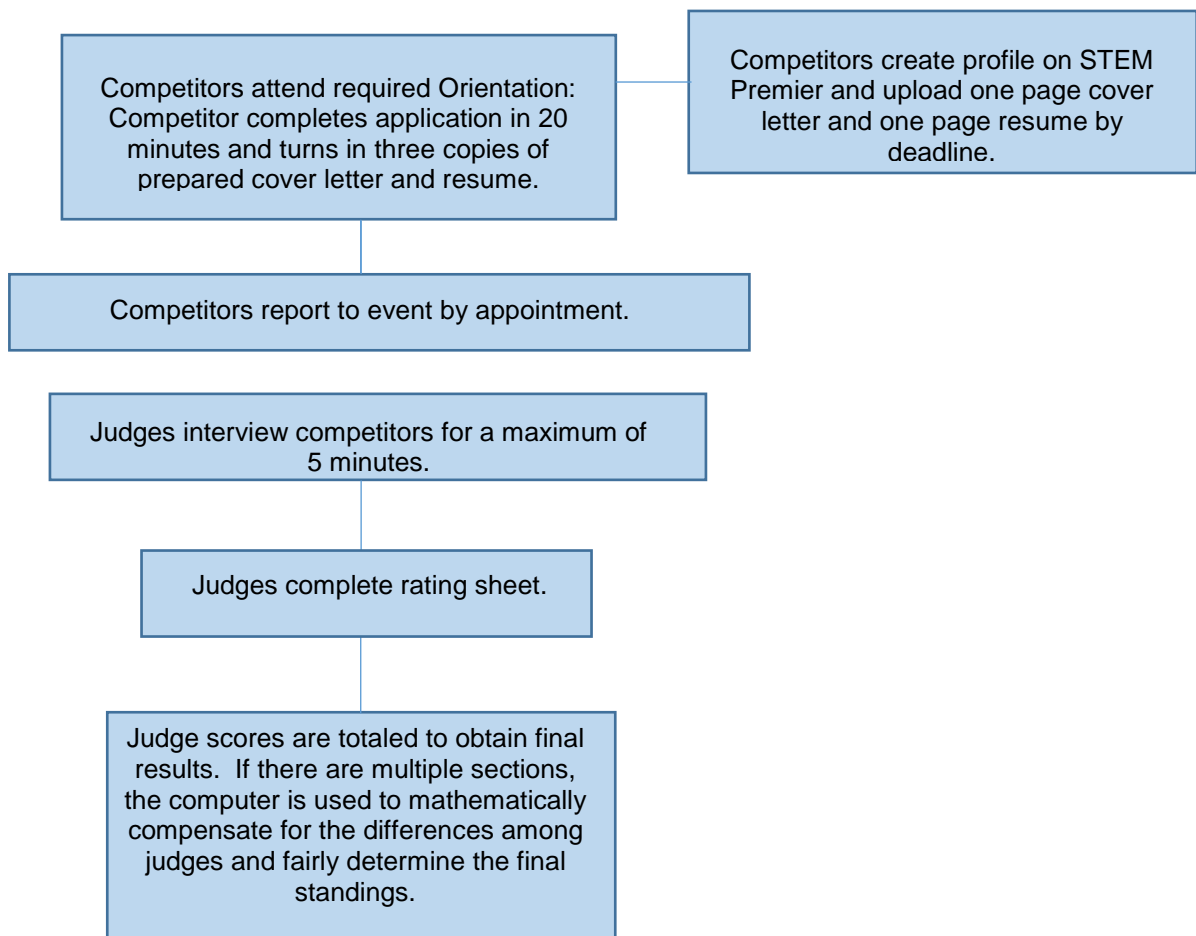 Competitors attend required Orientation:
Competitor completes application in 20
minutes and turns in three copies of
prepared cover letter and resume.
Competitors create profile on STEM
Premier and upload one page cover
letter and one page resume by
deadline.
Competitors report to event by appointment.
Judges interview competitors for a maximum of
5 minutes.
Judges complete rating sheet.
Judge scores are totaled to obtain final
results.  If there are multiple sections,
the computer is used to mathematically
compensate for the differences among
judges and fairly determine the final
standings.